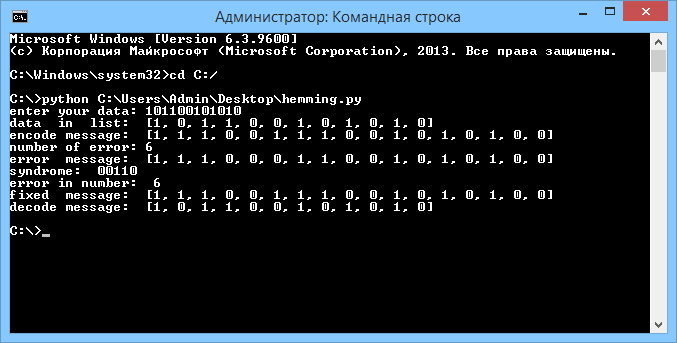 Администратор: Командная строка
Microsoft Windows [Version 6.3.9600]
(c) Корпорация Майкрософт (Microsoft Corporation), 2013. Все права защищены.
C:\Windows\system32>cd C:/
C:\>python C:\Users\Admin\Desktop\hemming.py
enter your data: 101100101010
data  in  list:  [1, 0, 1, 1, 0, 0, 1, 0, 1, 0, 1, 0]
encode message:  [1, 1, 1, 0, 0, 1, 1, 1, 0, 0, 1, 0, 1, 0, 1, 0, 0]
number of error: 6
error  message:  [1, 1, 1, 0, 0, 0, 1, 1, 0, 0, 1, 0, 1, 0, 1, 0, 0]
syndrome:  00110
error in number:  6
fixed  message:  [1, 1, 1, 0, 0, 1, 1, 1, 0, 0, 1, 0, 1, 0, 1, 0, 0]
decode message:  [1, 0, 1, 1, 0, 0, 1, 0, 1, 0, 1, 0]
C:\>_